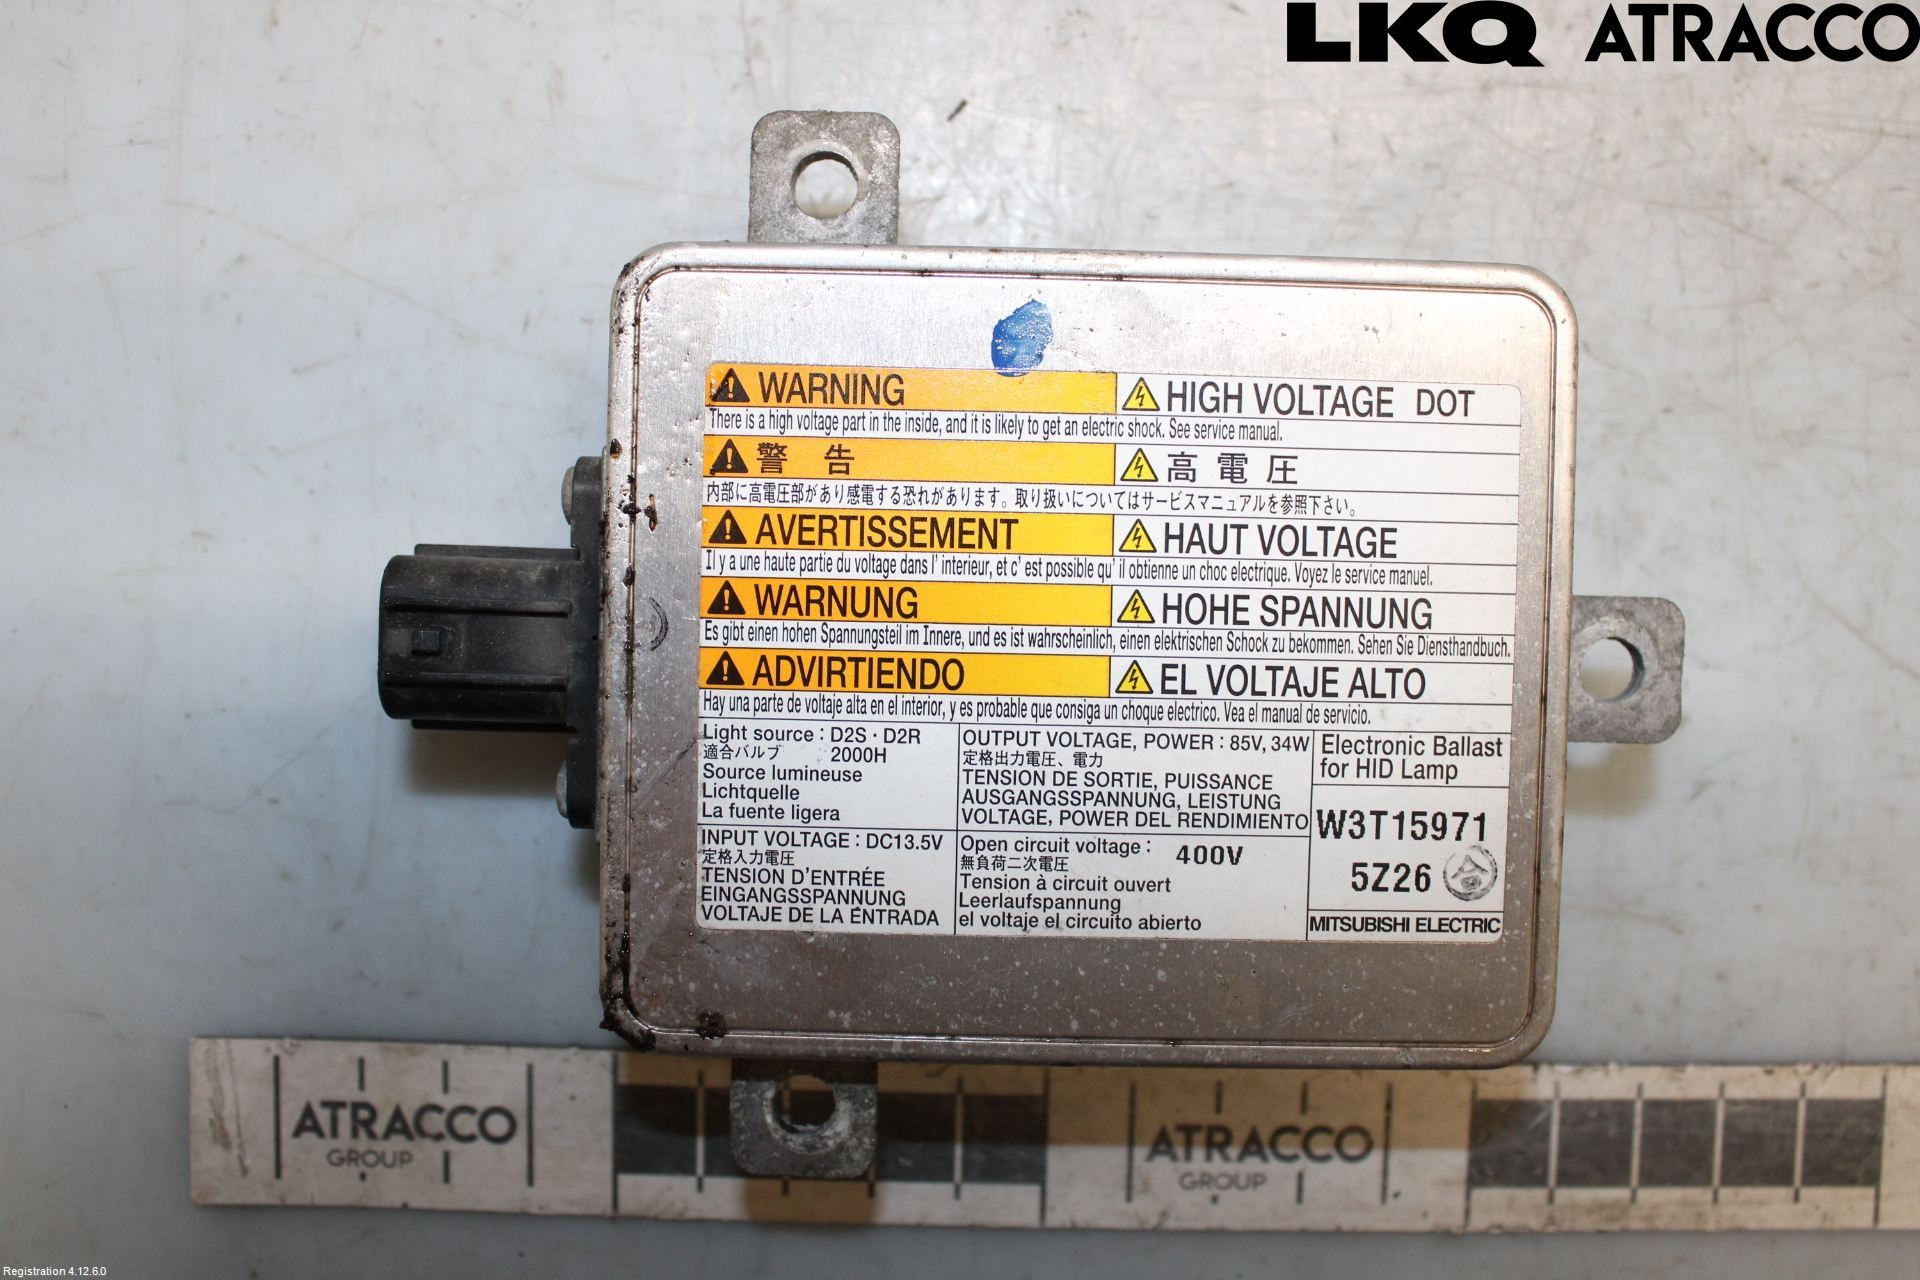 LKQ ATRACCO
WARNING HIGH VOLTAGE DOT
There is a high voltage part in the inside, and it is likely to get an electric shock. See service manual.
警告 高電圧
内部に高電圧部があり感電する恐れがあります。取り扱いについてはサービスマニュアルを参照下さい。
AVERTISSEMENT HAUT VOLTAGE
Il y a une haute partie du voltage dans l' interieur, et c' est possible qu' il obtienne un choc electrique. Voyez le service manuel.
WARNUNG HOHE SPANNUNG
Es gibt einen hohen Spannungsteil im Innere, und es ist wahrscheinlich, einen elektrischen Schock zu bekommen. Sehen Sie Diensthandbuch.
ADVIRTIENDO EL VOLTAJE ALTO
Hay una parte de voltaje alta en el interior, y es probable que consiga un choque electrico. Vea el manual de servicio.
Light source : D2S · D2R
適合バルブ 2000H
Source lumineuse
Lichtquelle
La fuente ligera
OUTPUT VOLTAGE, POWER : 85V, 34W
定格出力電圧、電力
TENSION DE SORTIE, PUISSANCE
AUSGANGSSPANNUNG, LEISTUNG
VOLTAGE, POWER DEL RENDIMIENTO
Electronic Ballast
for HID Lamp
INPUT VOLTAGE : DC13.5V
定格入力電圧
TENSION D'ENTRÉE
EINGANGSSPANNUNG
VOLTAJE DE LA ENTRADA
Open circuit voltage : 400V
無負荷二次電圧
Tension à circuit ouvert
Leerlaufspannung
el voltaje el circuito abierto
W3T15971
5Z26 合
MITSUBISHI ELECTRIC
ATRACCO
GROUP
ATRACCO
GROUP
Registration 4.12.6.0